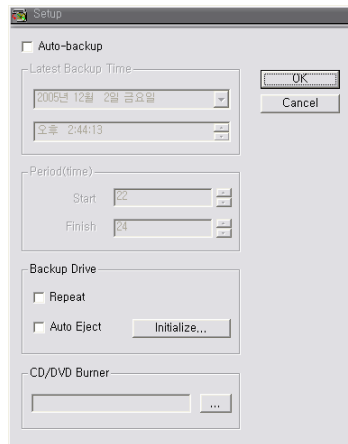 Setup
Auto-backup
Latest Backup Time
2005년 12월 2일 금요일
오후 2:44:13
OK
Cancel
Period(time)
Start 22
Finish 24
Backup Drive
Repeat
Auto Eject Initialize,,,
CD/DVD Burner
...